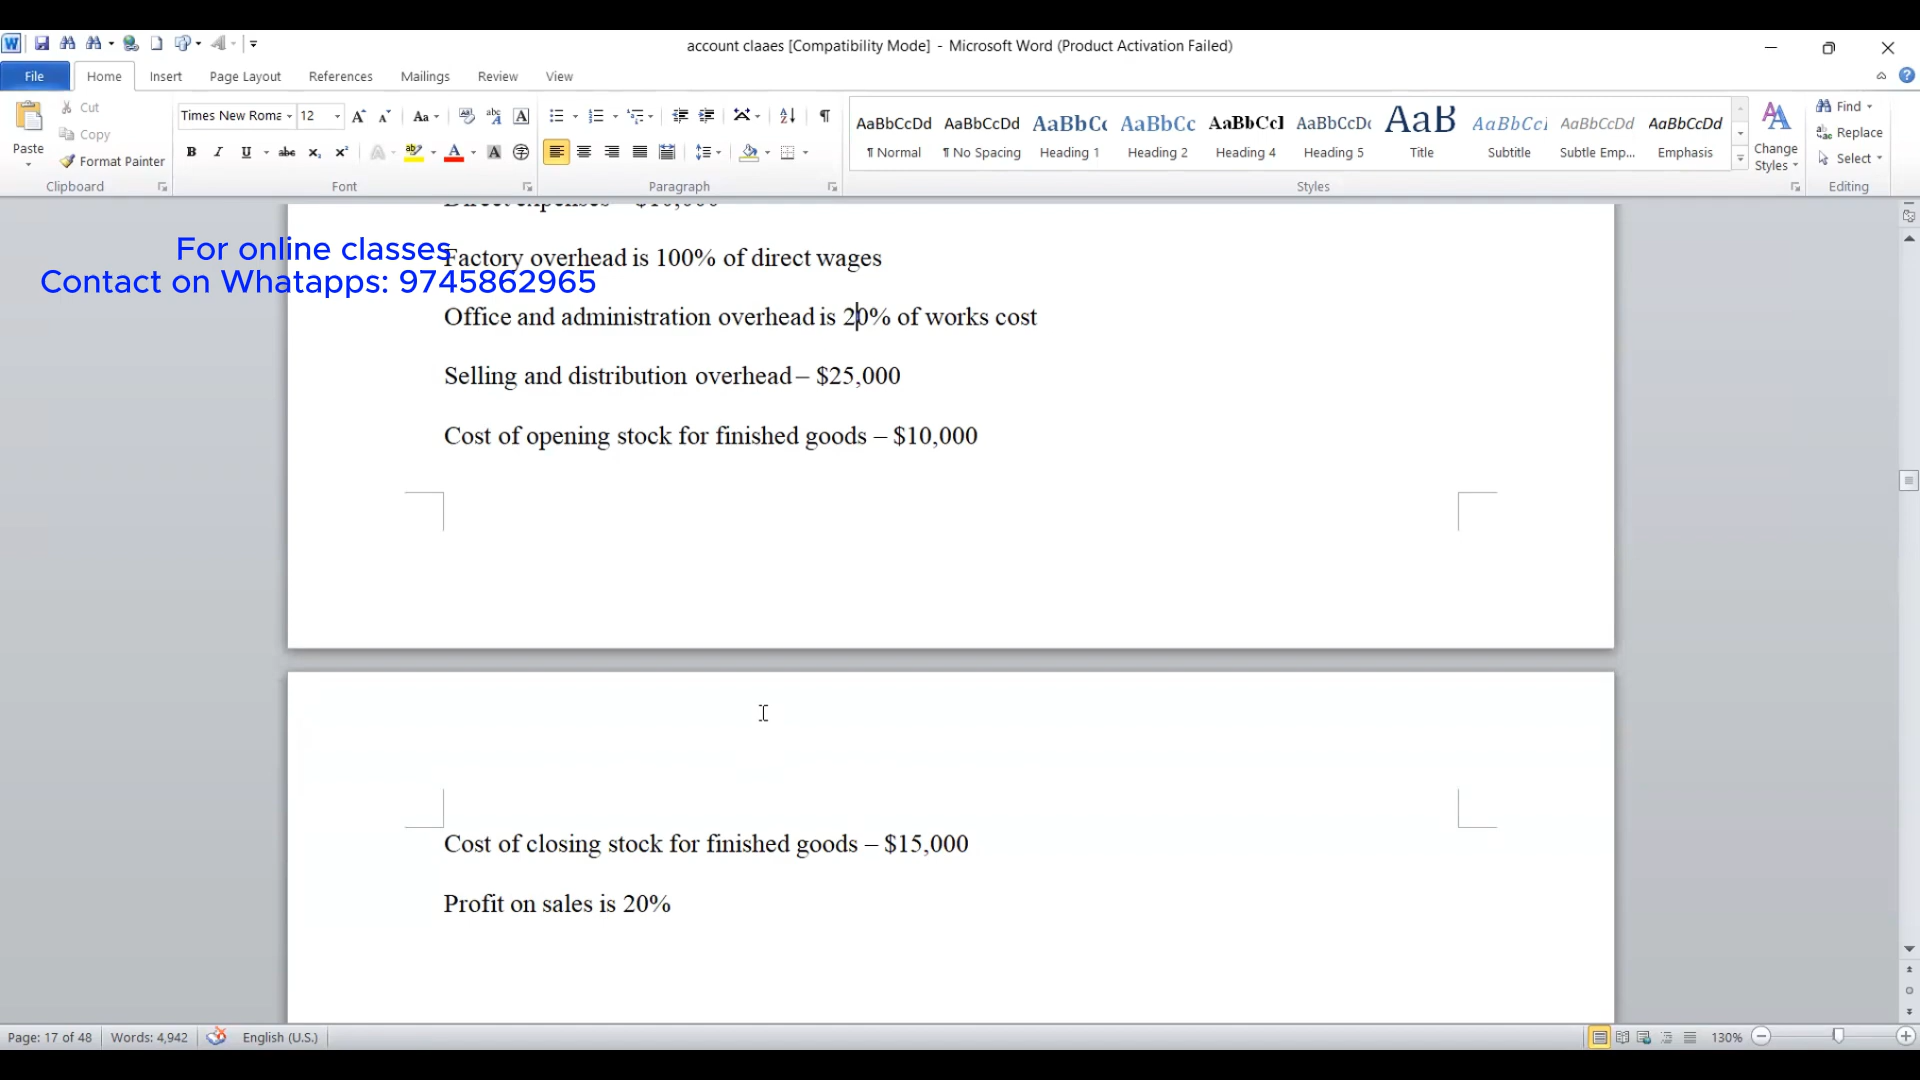 account claaes [Compatibility Mode] - Microsoft Word (Product Activation Failed)
File Home Insert Page Layout References Mailings Review View
Paste
Cut
Copy
Format Painter
Clipboard
Times New Roma 12
Font
Paragraph
AaBbCcDd AaBbCcDd AaBbCc AaBbCc AaBbCcI AaBbCcDc AaB AaBbCcI AaBbCcDd AaBbCcDd
¶ Normal ¶ No Spacing Heading 1 Heading 2 Heading 4 Heading 5 Title Subtitle Subtle Emp... Emphasis
Styles
Change Styles
Find
Replace
Select
Editing
Direct expenses – $10,000
For online classes
Contact on Whatapps: 9745862965
Factory overhead is 100% of direct wages
Office and administration overhead is 20% of works cost
Selling and distribution overhead – $25,000
Cost of opening stock for finished goods – $10,000
Cost of closing stock for finished goods – $15,000
Profit on sales is 20%
Page: 17 of 48 Words: 4,942 English (U.S.) 130%